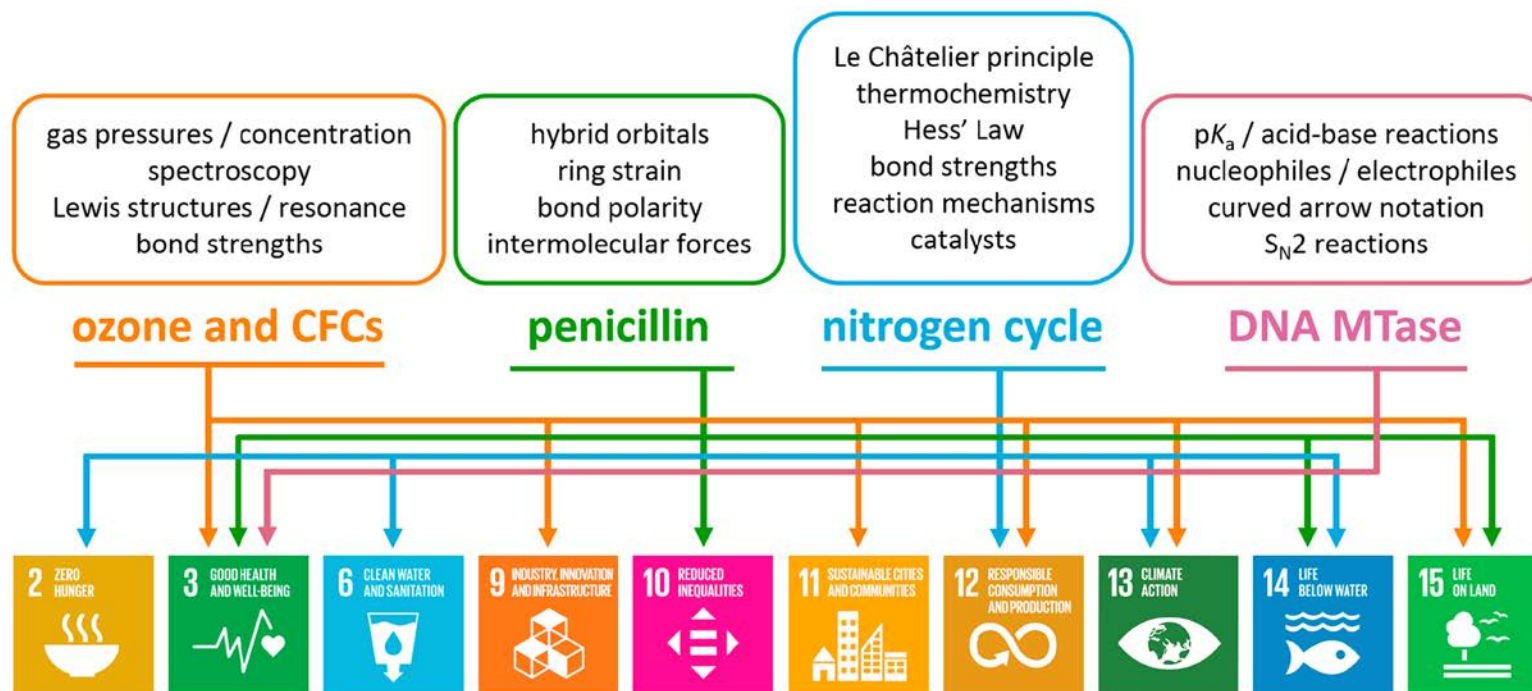 gas pressures / concentration
spectroscopy
Lewis structures / resonance
bond strengths
hybrid orbitals
ring strain
bond polarity
intermolecular forces
Le Châtelier principle
thermochemistry
Hess’ Law
bond strengths
reaction mechanisms
catalysts
pKa / acid-base reactions
nucleophiles / electrophiles
curved arrow notation
SN2 reactions
ozone and CFCs
penicillin
nitrogen cycle
DNA MTase
2 ZERO
HUNGER
3 GOOD HEALTH
AND WELL-BEING
6 CLEAN WATER
AND SANITATION
9 INDUSTRY, INNOVATION
AND INFRASTRUCTURE
10 REDUCED
INEQUALITIES
11 SUSTAINABLE CITIES
AND COMMUNITIES
12 RESPONSIBLE
CONSUMPTION
AND PRODUCTION
13 CLIMATE
ACTION
14 LIFE
BELOW WATER
15 LIFE
ON LAND